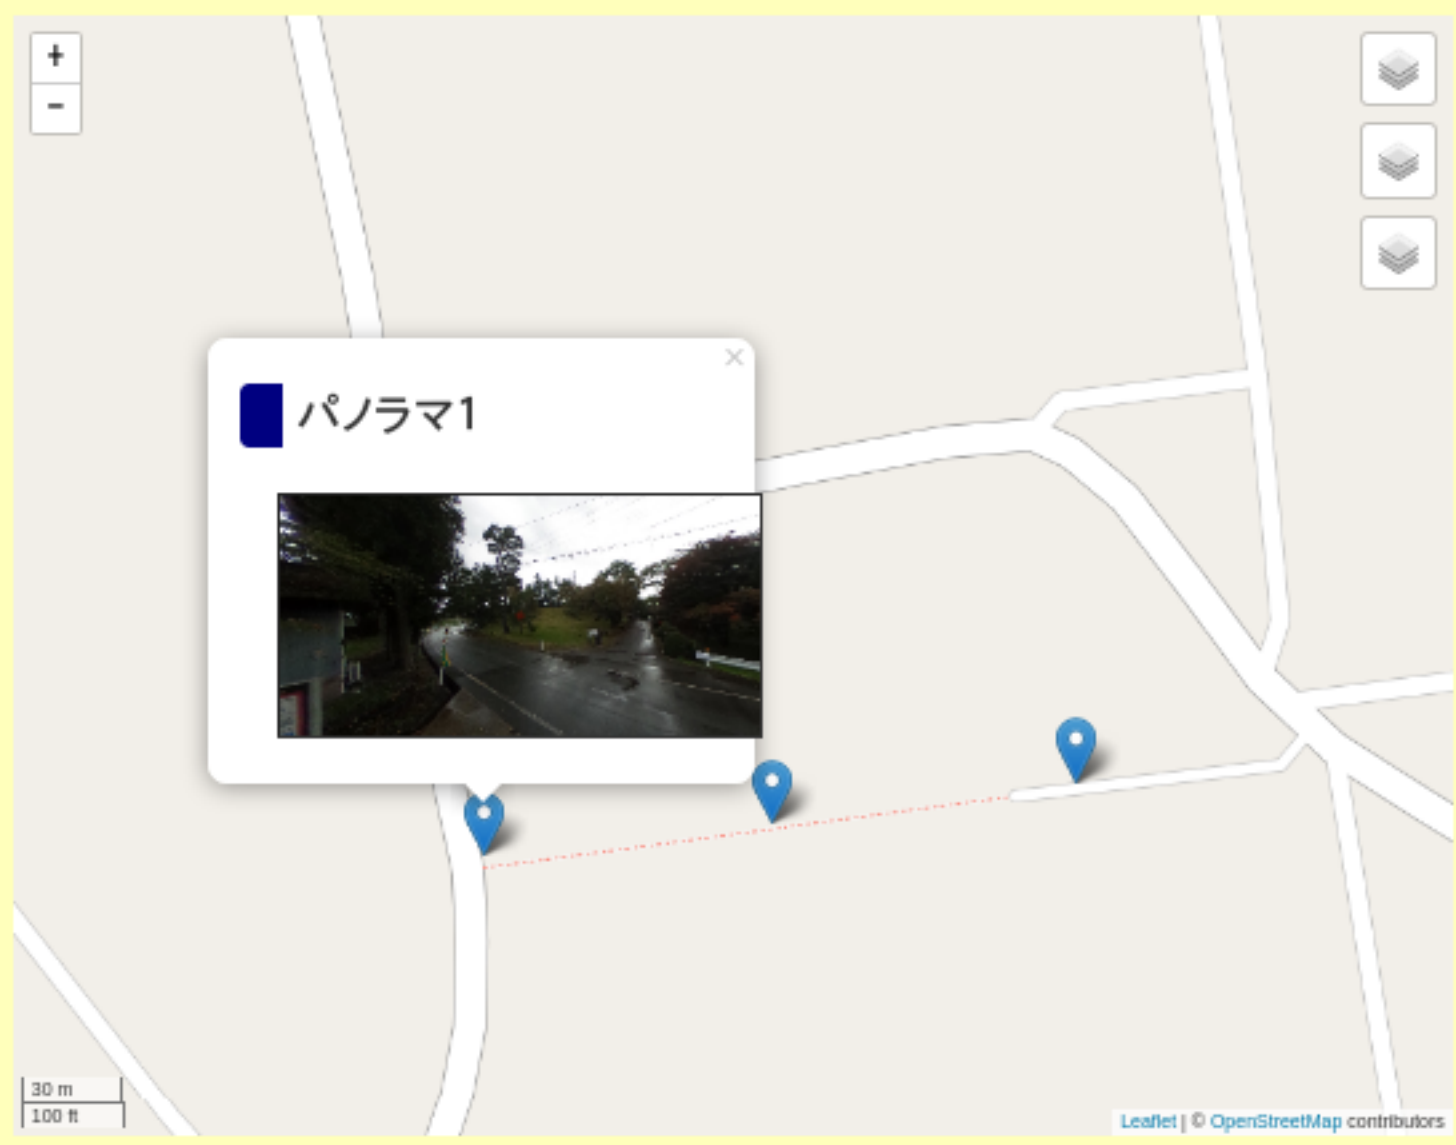 +
−
パノラマ1
×
30 m
100 ft
Leaflet | © OpenStreetMap contributors